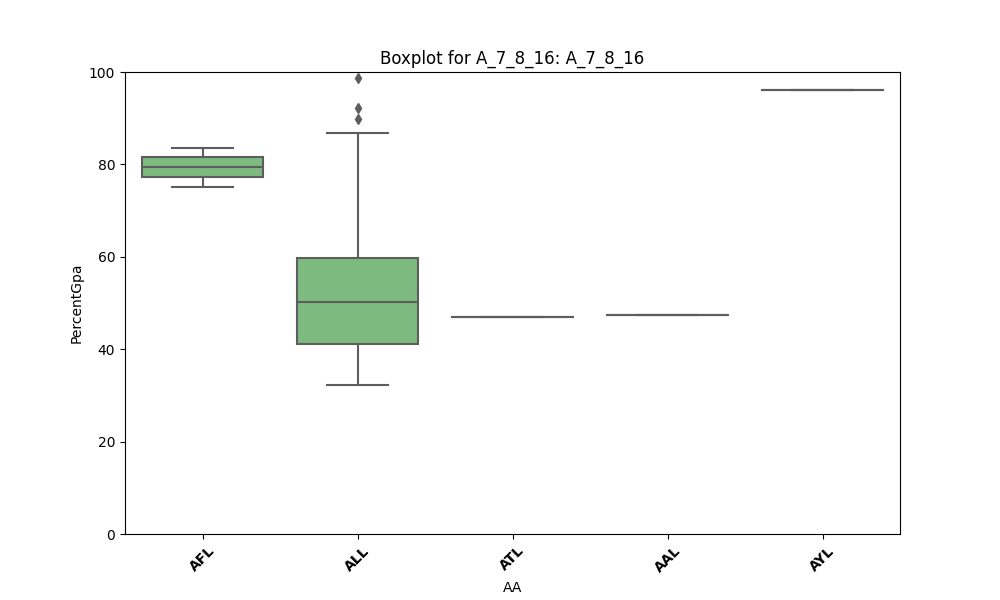 Boxplot for A_7_8_16: A_7_8_16
100
80
60
40
20
0
PercentGpa
AFL
ALL
ATL
AAL
AYL
AA